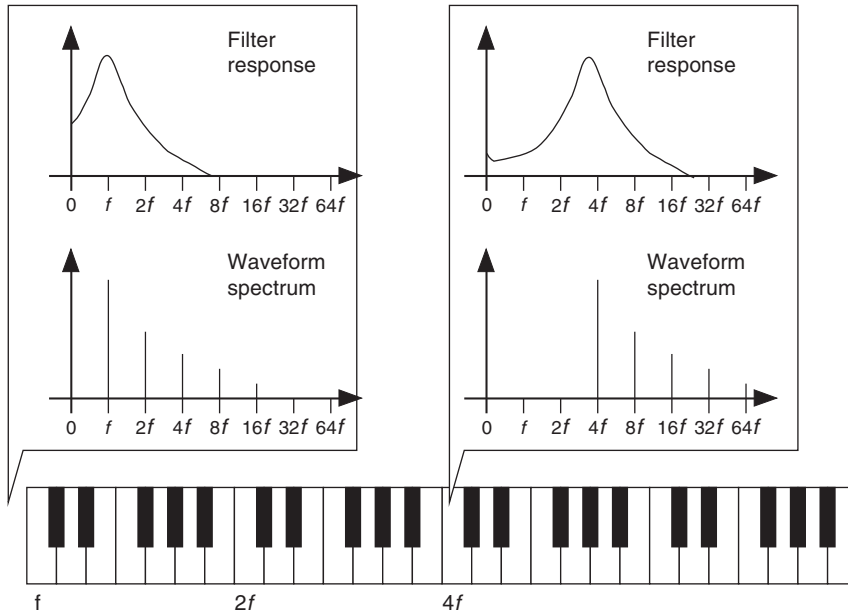 Filter
response
0 f 2f 4f 8f 16f 32f 64f
Waveform
spectrum
0 f 2f 4f 8f 16f 32f 64f
Filter
response
0 f 2f 4f 8f 16f 32f 64f
Waveform
spectrum
0 f 2f 4f 8f 16f 32f 64f
f 2f 4f